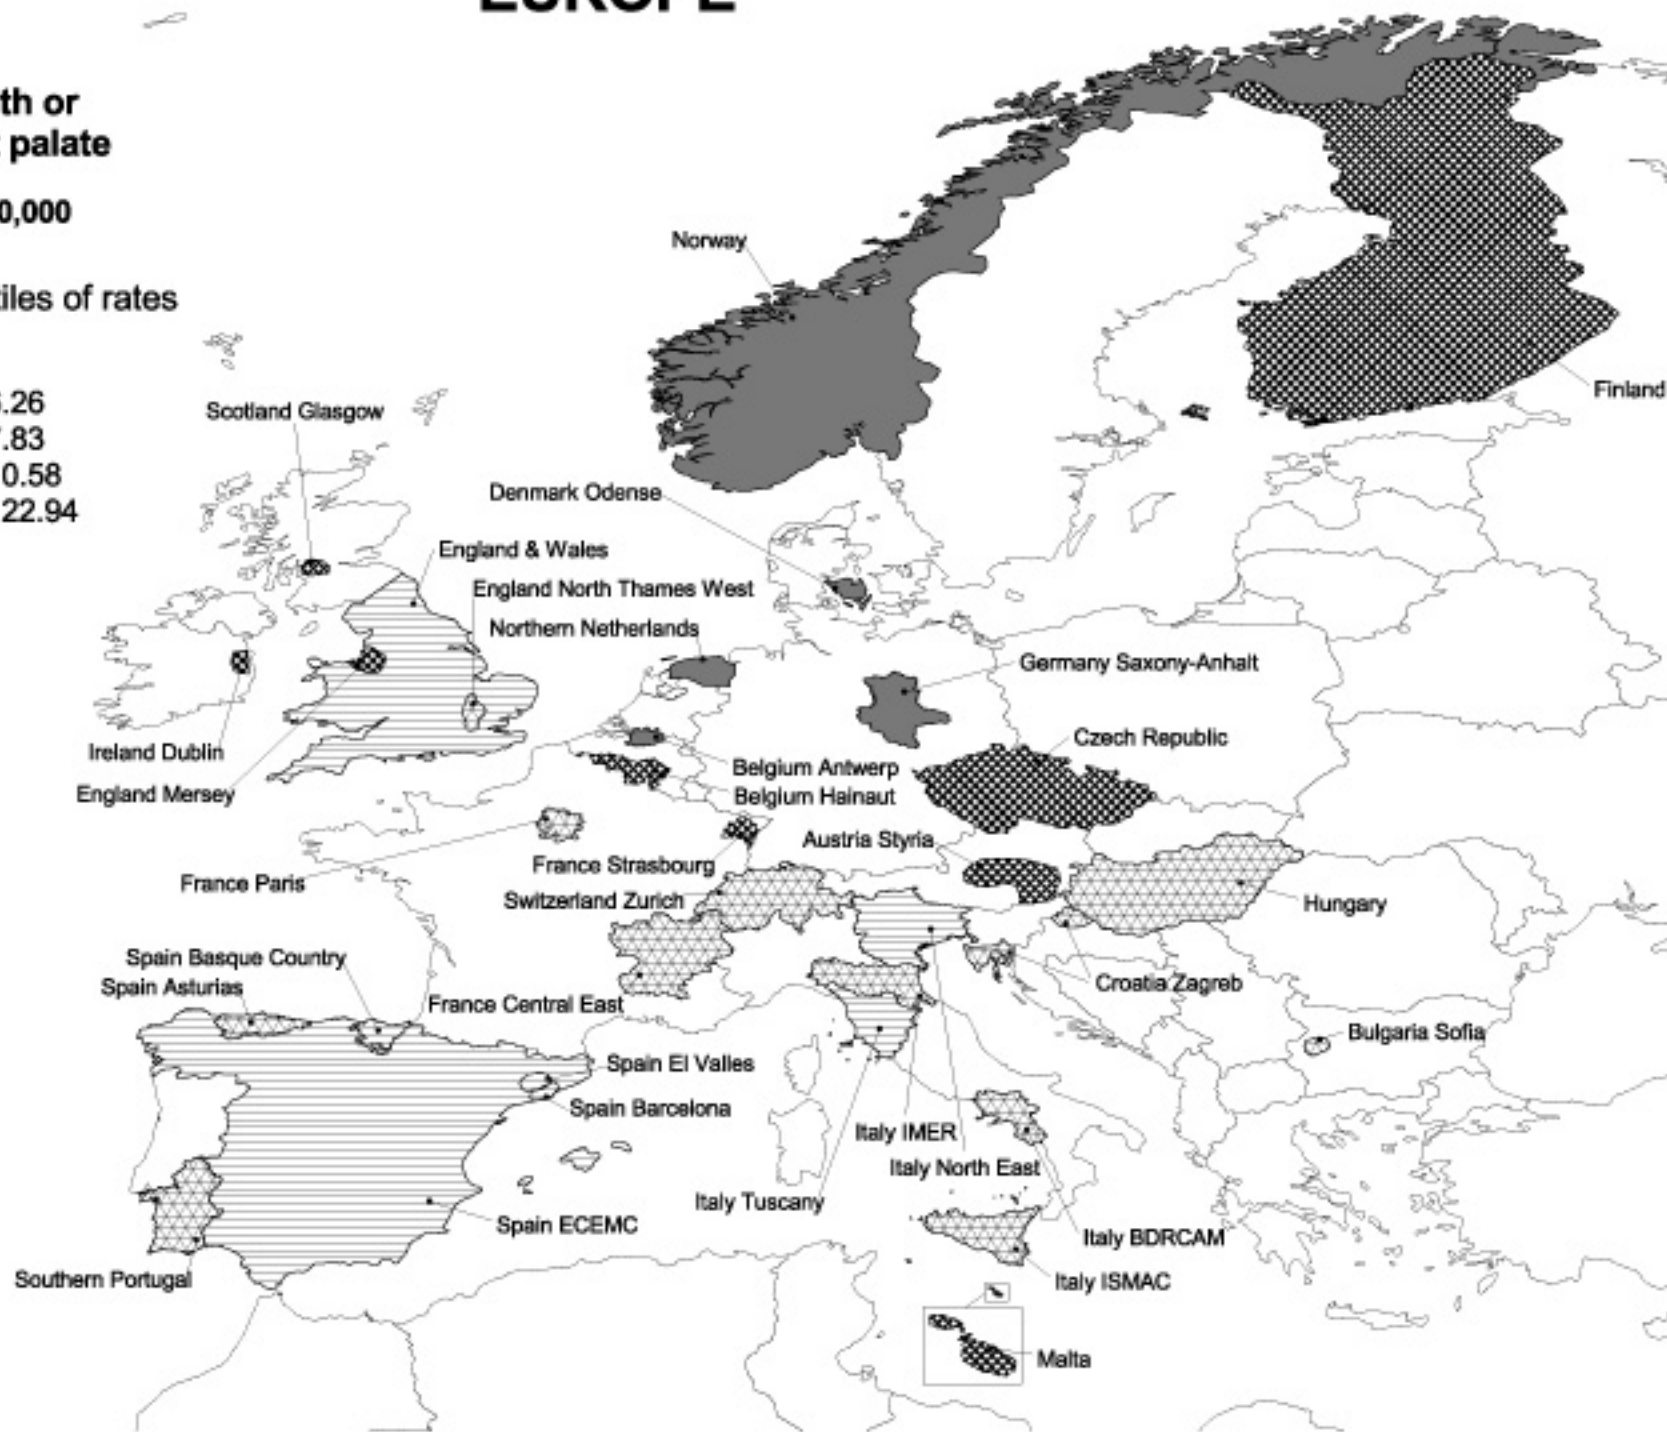 EUROPE
th or
palate
0,000
tiles of rates
.26
.83
0.58
22.94
Norway
Finland
Scotland Glasgow
Denmark Odense
England & Wales
England North Thames West
Northern Netherlands
Germany Saxony-Anhalt
Ireland Dublin
Czech Republic
England Mersey
Belgium Antwerp
Belgium Hainaut
Austria Styria
France Strasbourg
France Paris
Switzerland Zurich
Hungary
Spain Basque Country
Spain Asturias
France Central East
Croatia Zagreb
Bulgaria Sofia
Spain El Valles
Spain Barcelona
Italy IMER
Italy North East
Italy Tuscany
Spain ECEMC
Italy BDRCAM
Southern Portugal
Italy ISMAC
Malta